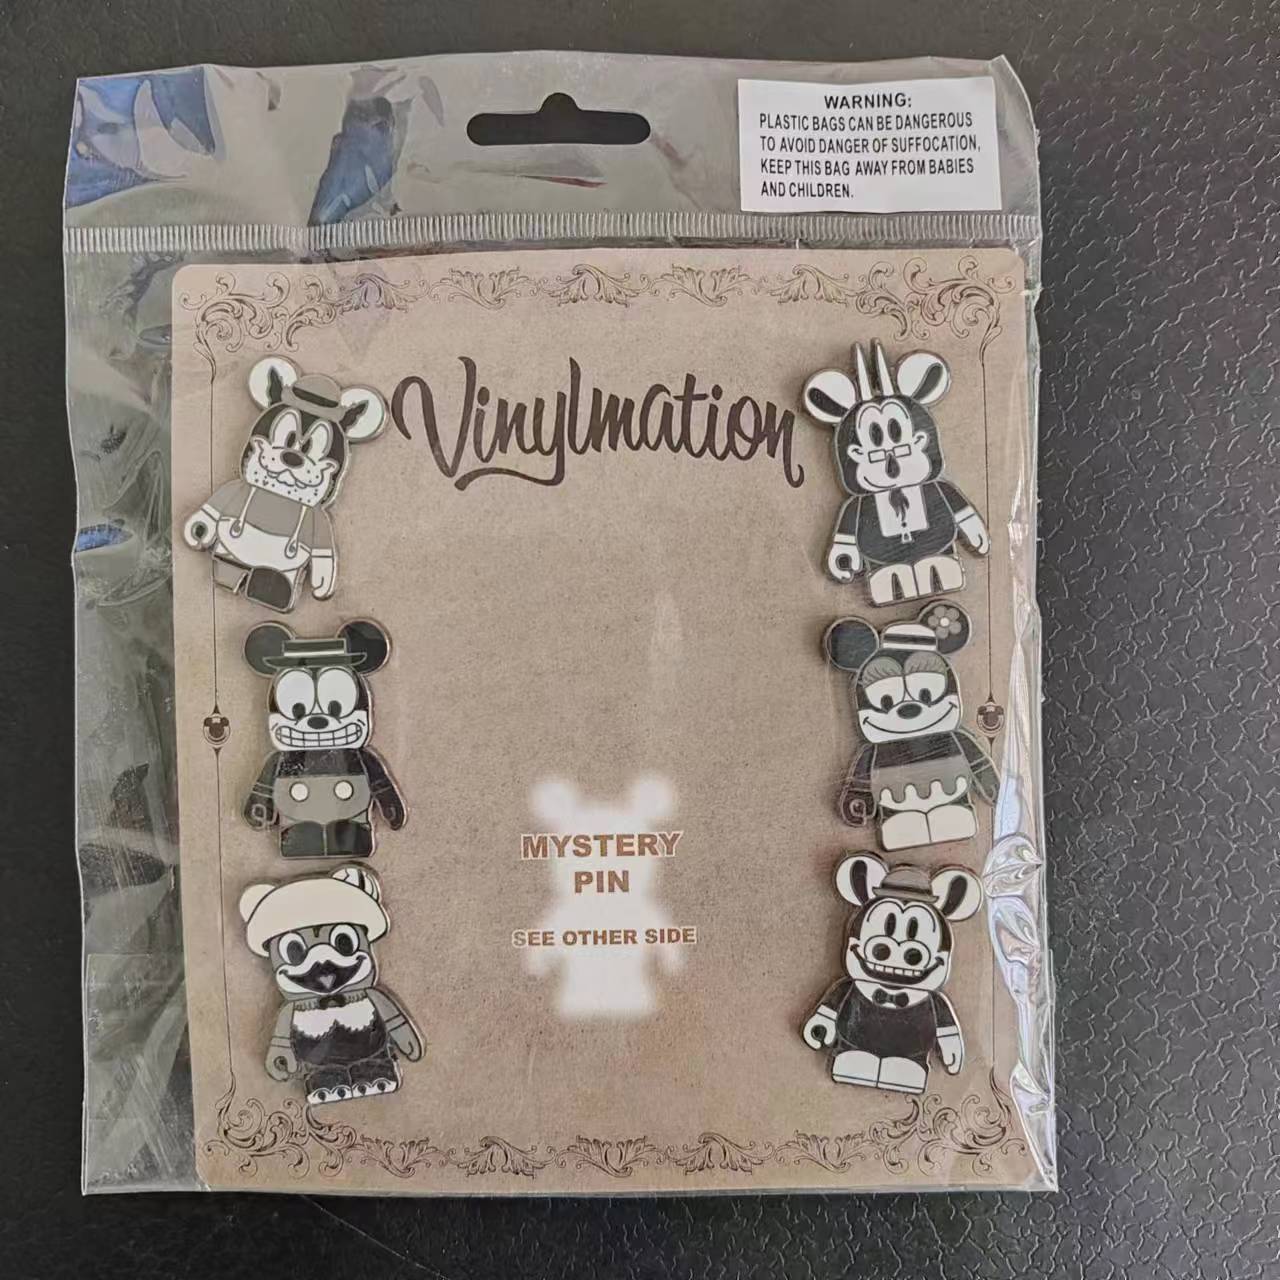 WARNING:
PLASTIC BAGS CAN BE DANGEROUS
TO AVOID DANGER OF SUFFOCATION,
KEEP THIS BAG AWAY FROM BABIES
AND CHILDREN.
Vinylmation
MYSTERY
PIN
SEE OTHER SIDE